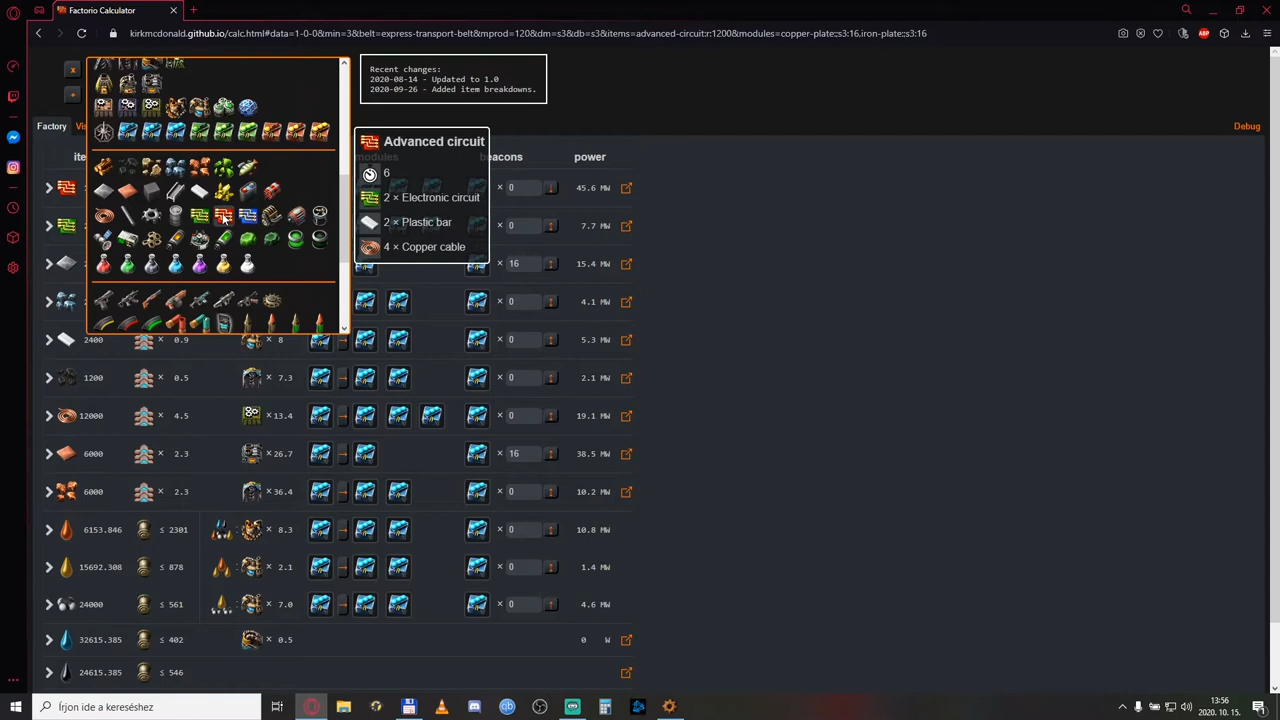 Factorio Calculator
kirkmcdonald.github.io/calc.html#data=1-0-0&min=3&belt=express-transport-belt&mprod=120&dm=s3&db=s3&items=advanced-circuit:r:1200&modules=copper-plate:s3:16,iron-plate:s3:16
x
+
Recent changes:
2020-08-14 - Updated to 1.0
2020-09-26 - Added item breakdowns.
Factory
Vis
Debug
modules
beacons
power
Advanced circuit
6
2 × Electronic circuit
2 × Plastic bar
4 × Copper cable
× 0 45.6 MW
× 0 7.7 MW
× 16 15.4 MW
× 0 4.1 MW
2400 × 0.9 × 8 × 0 5.3 MW
1200 × 0.5 × 7.3 × 0 2.1 MW
12000 × 4.5 × 13.4 × 0 19.1 MW
6000 × 2.3 × 26.7 × 16 38.5 MW
6000 × 2.3 × 36.4 × 0 10.2 MW
6153.846 ≤ 2301 : × 8.3 × 0 10.8 MW
15692.308 ≤ 878 : × 2.1 × 0 1.4 MW
24000 ≤ 561 : × 7.0 × 0 4.6 MW
32615.385 ≤ 402 × 0.5 0 W
24615.385 ≤ 546
Írjon ide a kereséshez
13:56
2020. 10. 15.